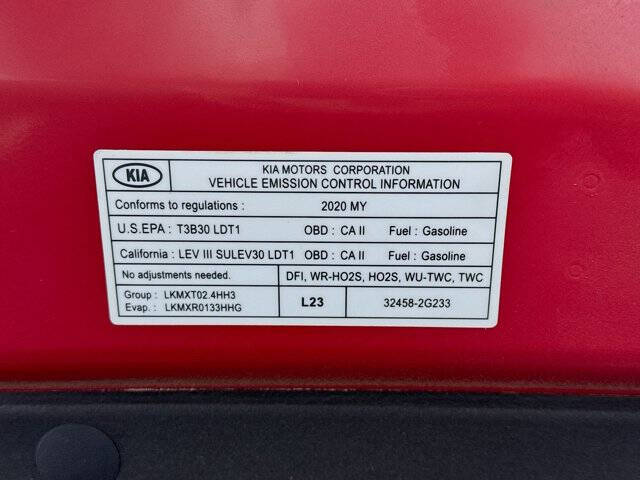 KIA
KIA MOTORS CORPORATION
VEHICLE EMISSION CONTROL INFORMATION
Conforms to regulations : 2020 MY
U.S.EPA : T3B30 LDT1 OBD : CA II Fuel : Gasoline
California : LEV III SULEV30 LDT1 OBD : CA II Fuel : Gasoline
No adjustments needed. DFI, WR-HO2S, HO2S, WU-TWC, TWC
Group : LKMXT02.4HH3
Evap. : LKMXR0133HHG
L23
32458-2G233